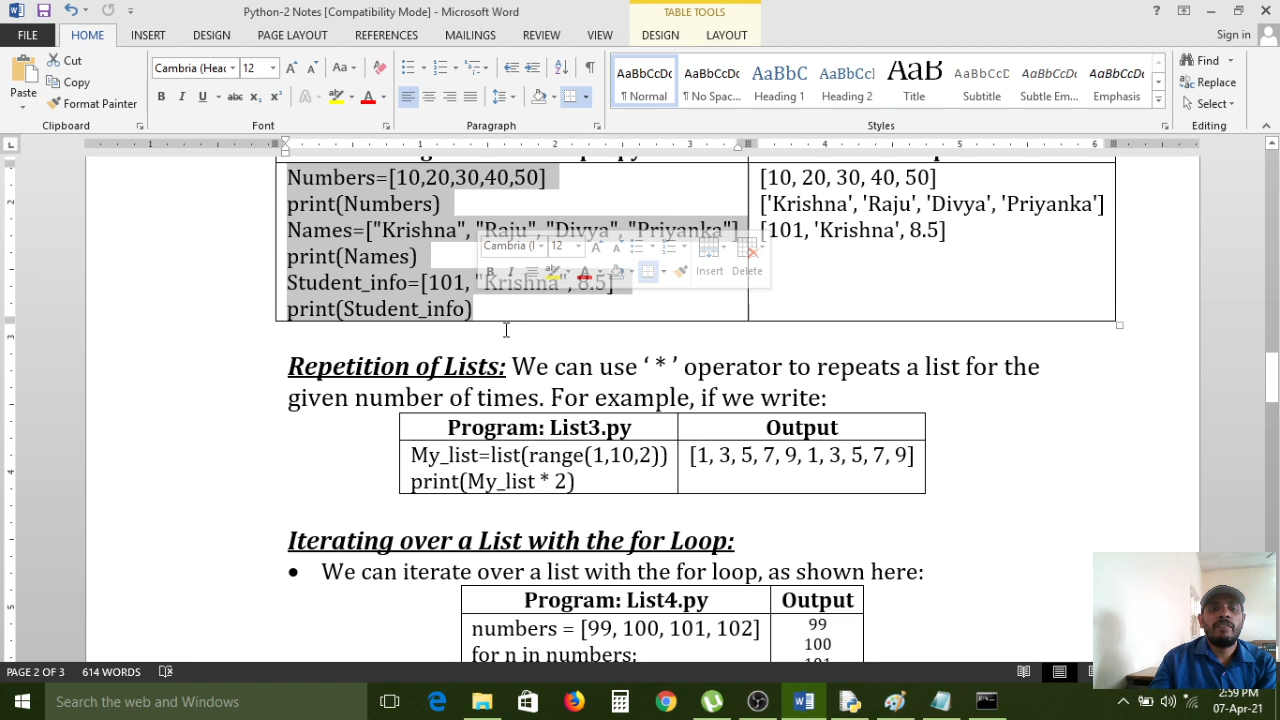 Python-2 Notes [Compatibility Mode] - Microsoft Word
TABLE TOOLS
FILE HOME INSERT DESIGN PAGE LAYOUT REFERENCES MAILINGS REVIEW VIEW DESIGN LAYOUT Sign in
Paste
Cut
Copy
Format Painter
Clipboard
Cambria (Heac 12
Font
Paragraph
AaBbCcDc AaBbCcDc AaBbC AaBbCcl AaB AaBbCcD AaBbCcDc AaBbCcDc
¶ Normal ¶ No Spac... Heading 1 Heading 2 Title Subtitle Subtle Em... Emphasis
Styles
Find
Replace
Select
Editing
Numbers=[10,20,30,40,50]
print(Numbers)
Names=["Krishna", "Raju", "Divya", "Priyanka"]
print(Names)
Student_info=[101, "Krishna", 8.5]
print(Student_info)
[10, 20, 30, 40, 50]
['Krishna', 'Raju', 'Divya', 'Priyanka']
[101, 'Krishna', 8.5]
Cambria (I 12
Insert Delete
Repetition of Lists: We can use ‘ * ’ operator to repeats a list for the
given number of times. For example, if we write:
Program: List3.py
Output
My_list=list(range(1,10,2))
print(My_list * 2)
[1, 3, 5, 7, 9, 1, 3, 5, 7, 9]
Iterating over a List with the for Loop:
• We can iterate over a list with the for loop, as shown here:
Program: List4.py
Output
numbers = [99, 100, 101, 102]
for n in numbers:
99
100
PAGE 2 OF 3 614 WORDS
Search the web and Windows
2:59 PM
07-Apr-21